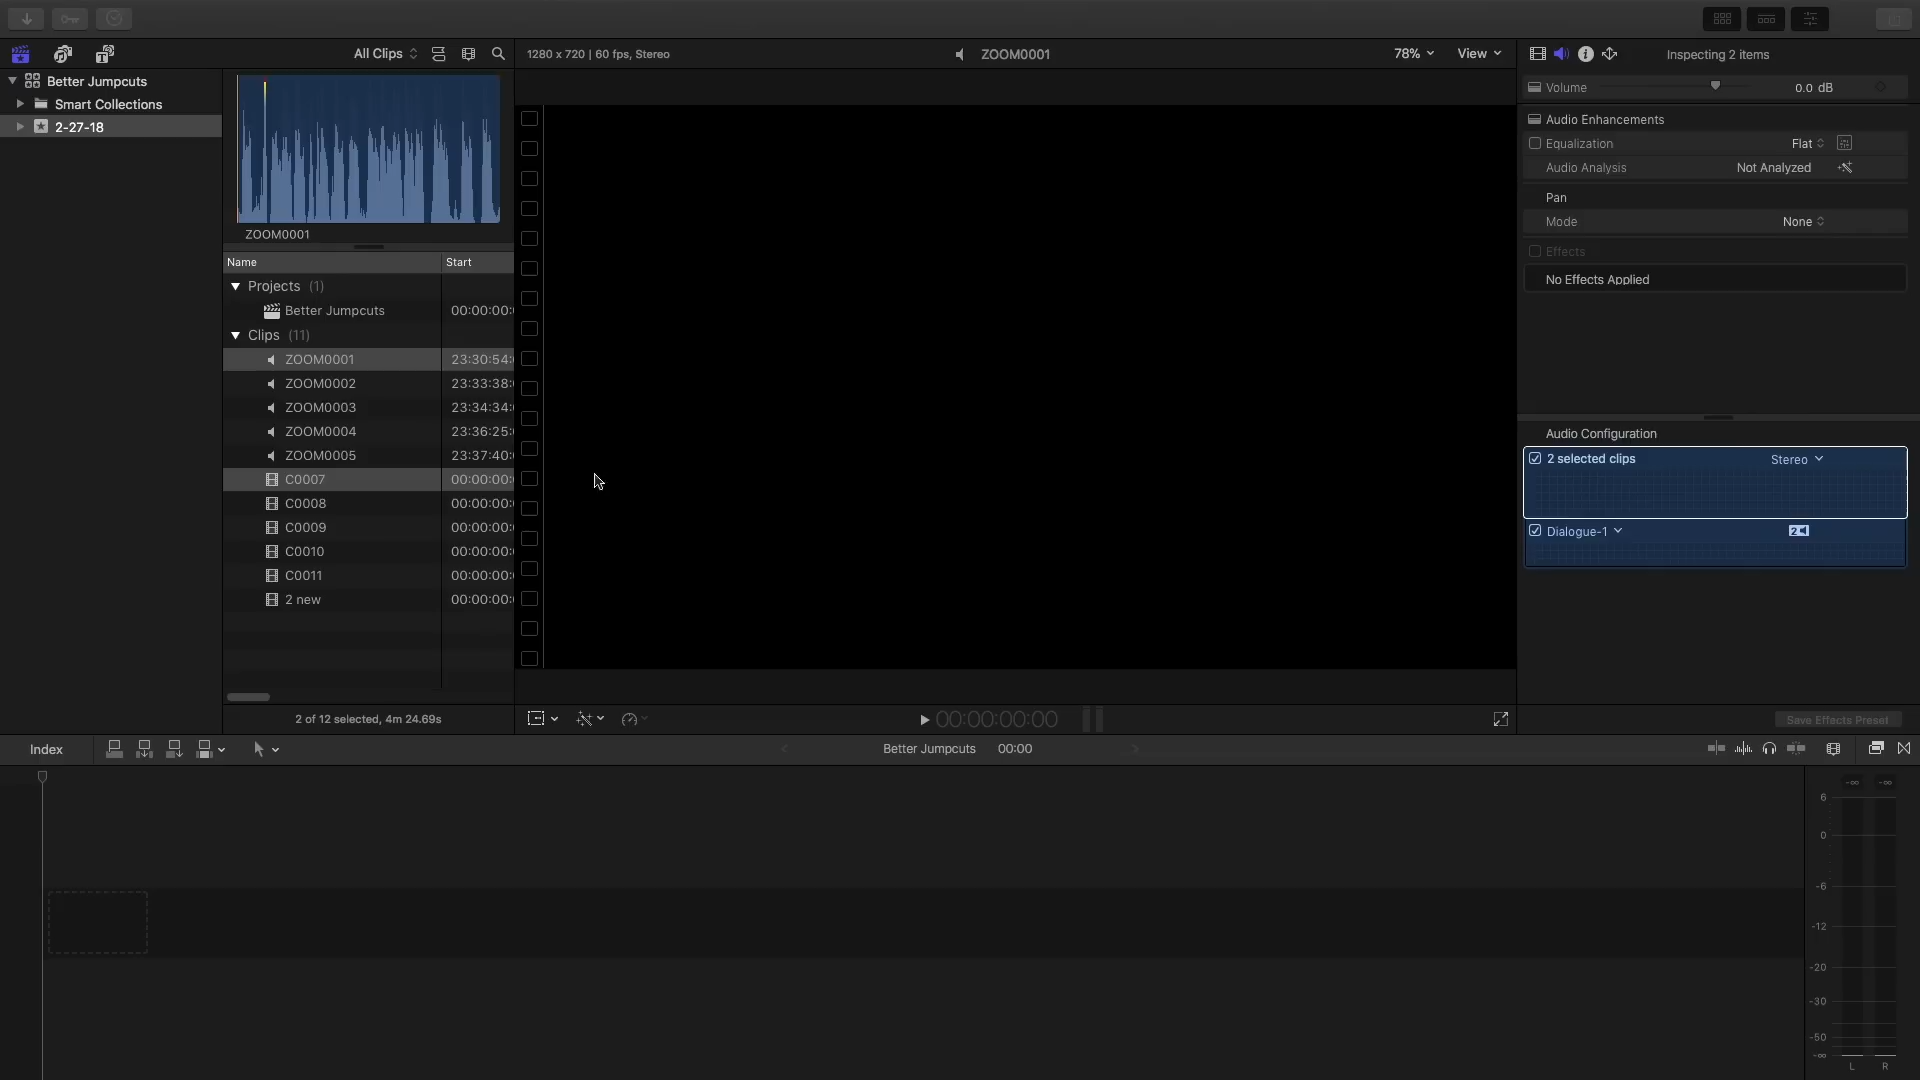 All Clips
1280 x 720 | 60 fps, Stereo
ZOOM0001
78%
View
Inspecting 2 items
Better Jumpcuts
Smart Collections
2-27-18
ZOOM0001
Name
Start
Projects (1)
Better Jumpcuts
00:00:00:
Clips (11)
ZOOM0001
23:30:54:
ZOOM0002
23:33:38:
ZOOM0003
23:34:34:
ZOOM0004
23:36:25:
ZOOM0005
23:37:40:
C0007
00:00:00:
C0008
00:00:00:
C0009
00:00:00:
C0010
00:00:00:
C0011
00:00:00:
2 new
00:00:00:
2 of 12 selected, 4m 24.69s
00:00:00:00
Volume
0.0 dB
Audio Enhancements
Equalization
Flat
Audio Analysis
Not Analyzed
Pan
Mode
None
Effects
No Effects Applied
Audio Configuration
2 selected clips
Stereo
Dialogue-1
2
Save Effects Preset
Index
Better Jumpcuts
00:00
-∞ -∞
6
0
-6
-12
-20
-30
-50
-∞
L R